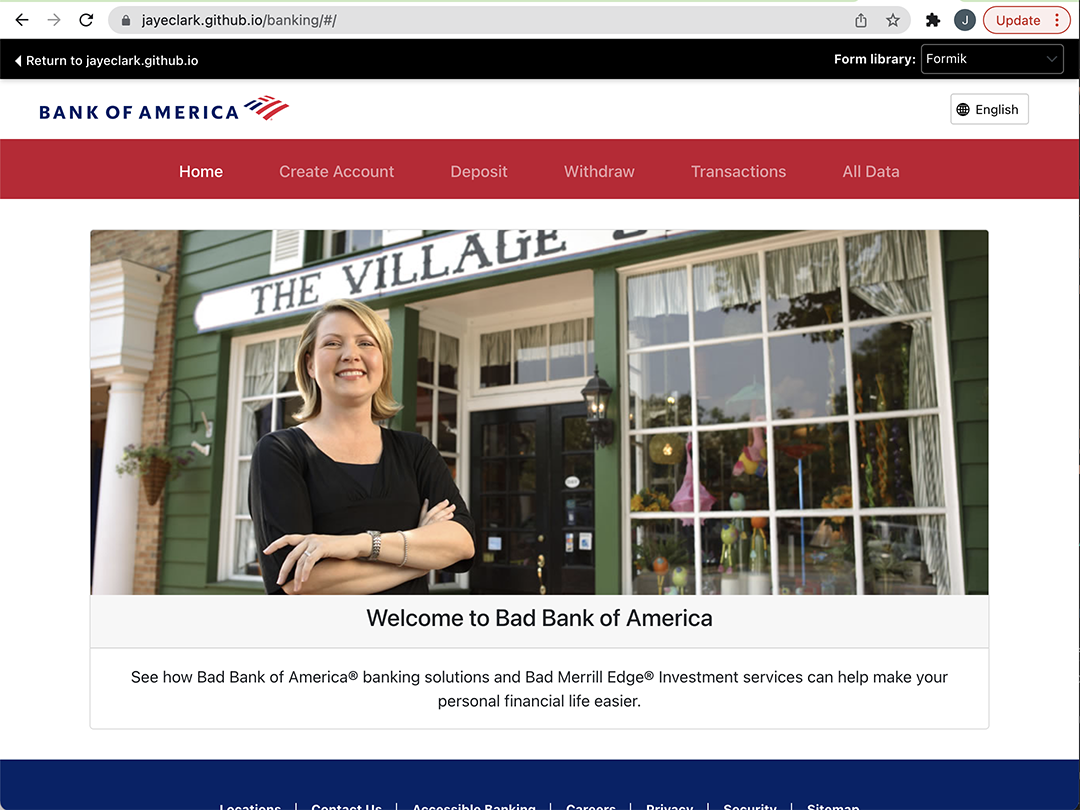 jayeclark.github.io/banking/#/
J
Update
Return to jayeclark.github.io
Form library:
Formik
BANK OF AMERICA
English
Home
Create Account
Deposit
Withdraw
Transactions
All Data
THE VILLAGE
Welcome to Bad Bank of America
See how Bad Bank of America® banking solutions and Bad Merrill Edge® Investment services can help make your
personal financial life easier.
Locations | Contact Us | Accessible Banking | Careers | Privacy | Security | Sitemap